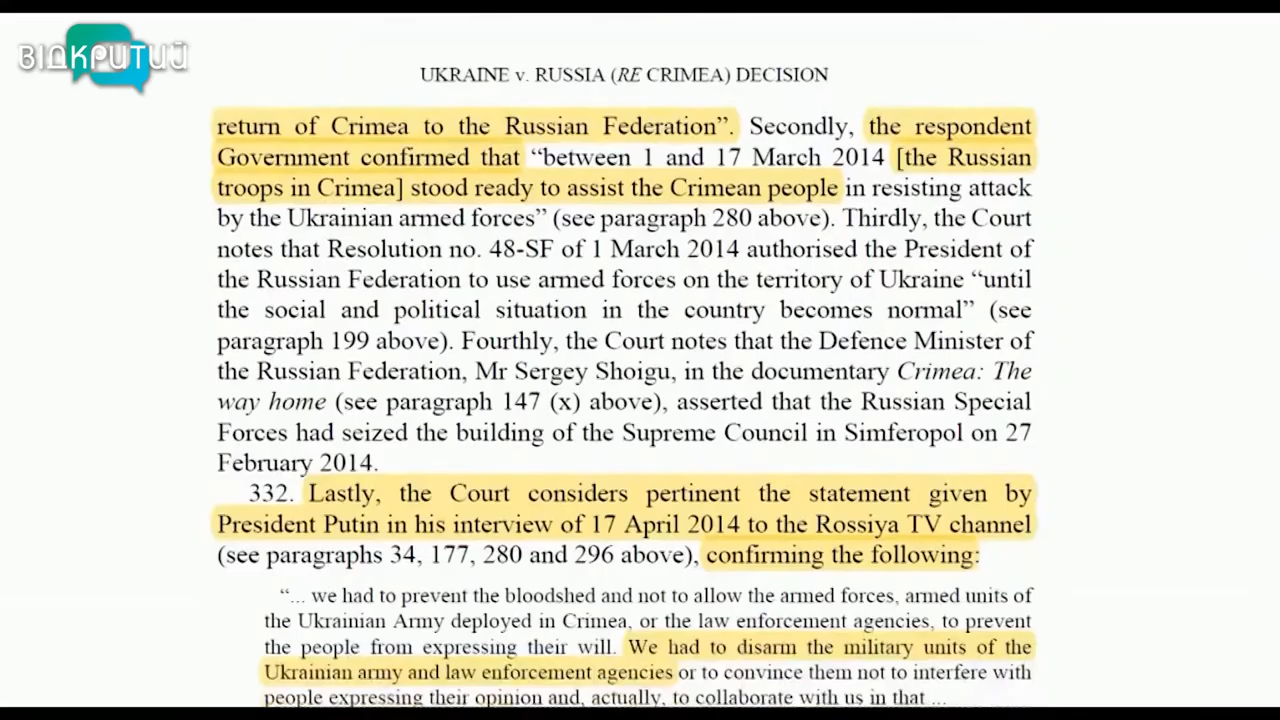 ВІДКРИТИЙ
UKRAINE v. RUSSIA (RE CRIMEA) DECISION
return of Crimea to the Russian Federation”. Secondly, the respondent
Government confirmed that “between 1 and 17 March 2014 [the Russian
troops in Crimea] stood ready to assist the Crimean people in resisting attack
by the Ukrainian armed forces” (see paragraph 280 above). Thirdly, the Court
notes that Resolution no. 48-SF of 1 March 2014 authorised the President of
the Russian Federation to use armed forces on the territory of Ukraine “until
the social and political situation in the country becomes normal” (see
paragraph 199 above). Fourthly, the Court notes that the Defence Minister of
the Russian Federation, Mr Sergey Shoigu, in the documentary Crimea: The
way home (see paragraph 147 (x) above), asserted that the Russian Special
Forces had seized the building of the Supreme Council in Simferopol on 27
February 2014.
332. Lastly, the Court considers pertinent the statement given by
President Putin in his interview of 17 April 2014 to the Rossiya TV channel
(see paragraphs 34, 177, 280 and 296 above), confirming the following:
“... we had to prevent the bloodshed and not to allow the armed forces, armed units of
the Ukrainian Army deployed in Crimea, or the law enforcement agencies, to prevent
the people from expressing their will. We had to disarm the military units of the
Ukrainian army and law enforcement agencies or to convince them not to interfere with
people expressing their opinion and, actually, to collaborate with us in that ...